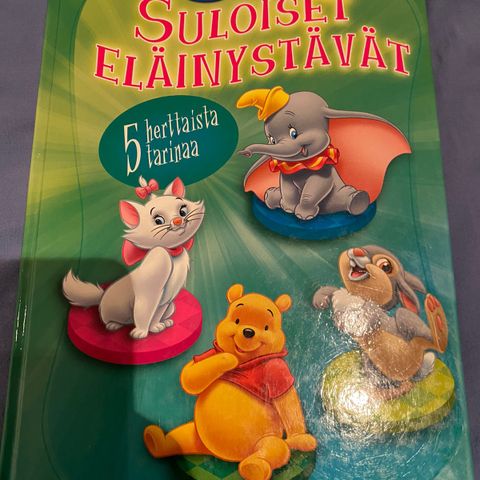 SULOISET
ELÄINYSTÄVÄT
5 herttaista
tarinaa